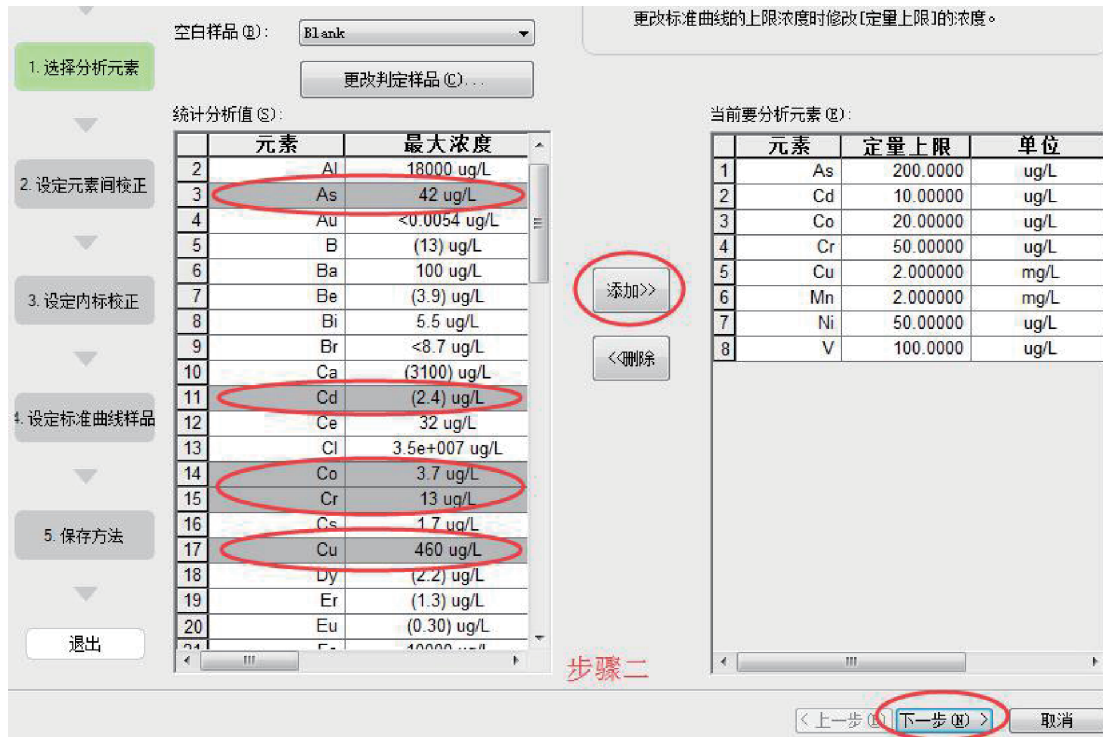 更改标准曲线的上限浓度时修改[定量上限]的浓度。
空白样品(B): Blank
更改判定样品(C)...
1. 选择分析元素
2. 设定元素间校正
3. 设定内标校正
4. 设定标准曲线样品
5. 保存方法
退出
统计分析值(S):
元素 最大浓度
2 Al 18000 ug/L
3 As 42 ug/L
4 Au <0.0054 ug/L
5 B (13) ug/L
6 Ba 100 ug/L
7 Be (3.9) ug/L
8 Bi 5.5 ug/L
9 Br <8.7 ug/L
10 Ca (3100) ug/L
11 Cd (2.4) ug/L
12 Ce 32 ug/L
13 Cl 3.5e+007 ug/L
14 Co 3.7 ug/L
15 Cr 13 ug/L
16 Cs 1.7 ug/L
17 Cu 460 ug/L
18 Dy (2.2) ug/L
19 Er (1.3) ug/L
20 Eu (0.30) ug/L
添加>>
<<删除
当前要分析元素(E):
元素 定量上限 单位
1 As 200.0000 ug/L
2 Cd 10.00000 ug/L
3 Co 20.00000 ug/L
4 Cr 50.00000 ug/L
5 Cu 2.000000 mg/L
6 Mn 2.000000 mg/L
7 Ni 50.00000 ug/L
8 V 100.0000 ug/L
步骤二
<上一步
下一步(N) >
取消